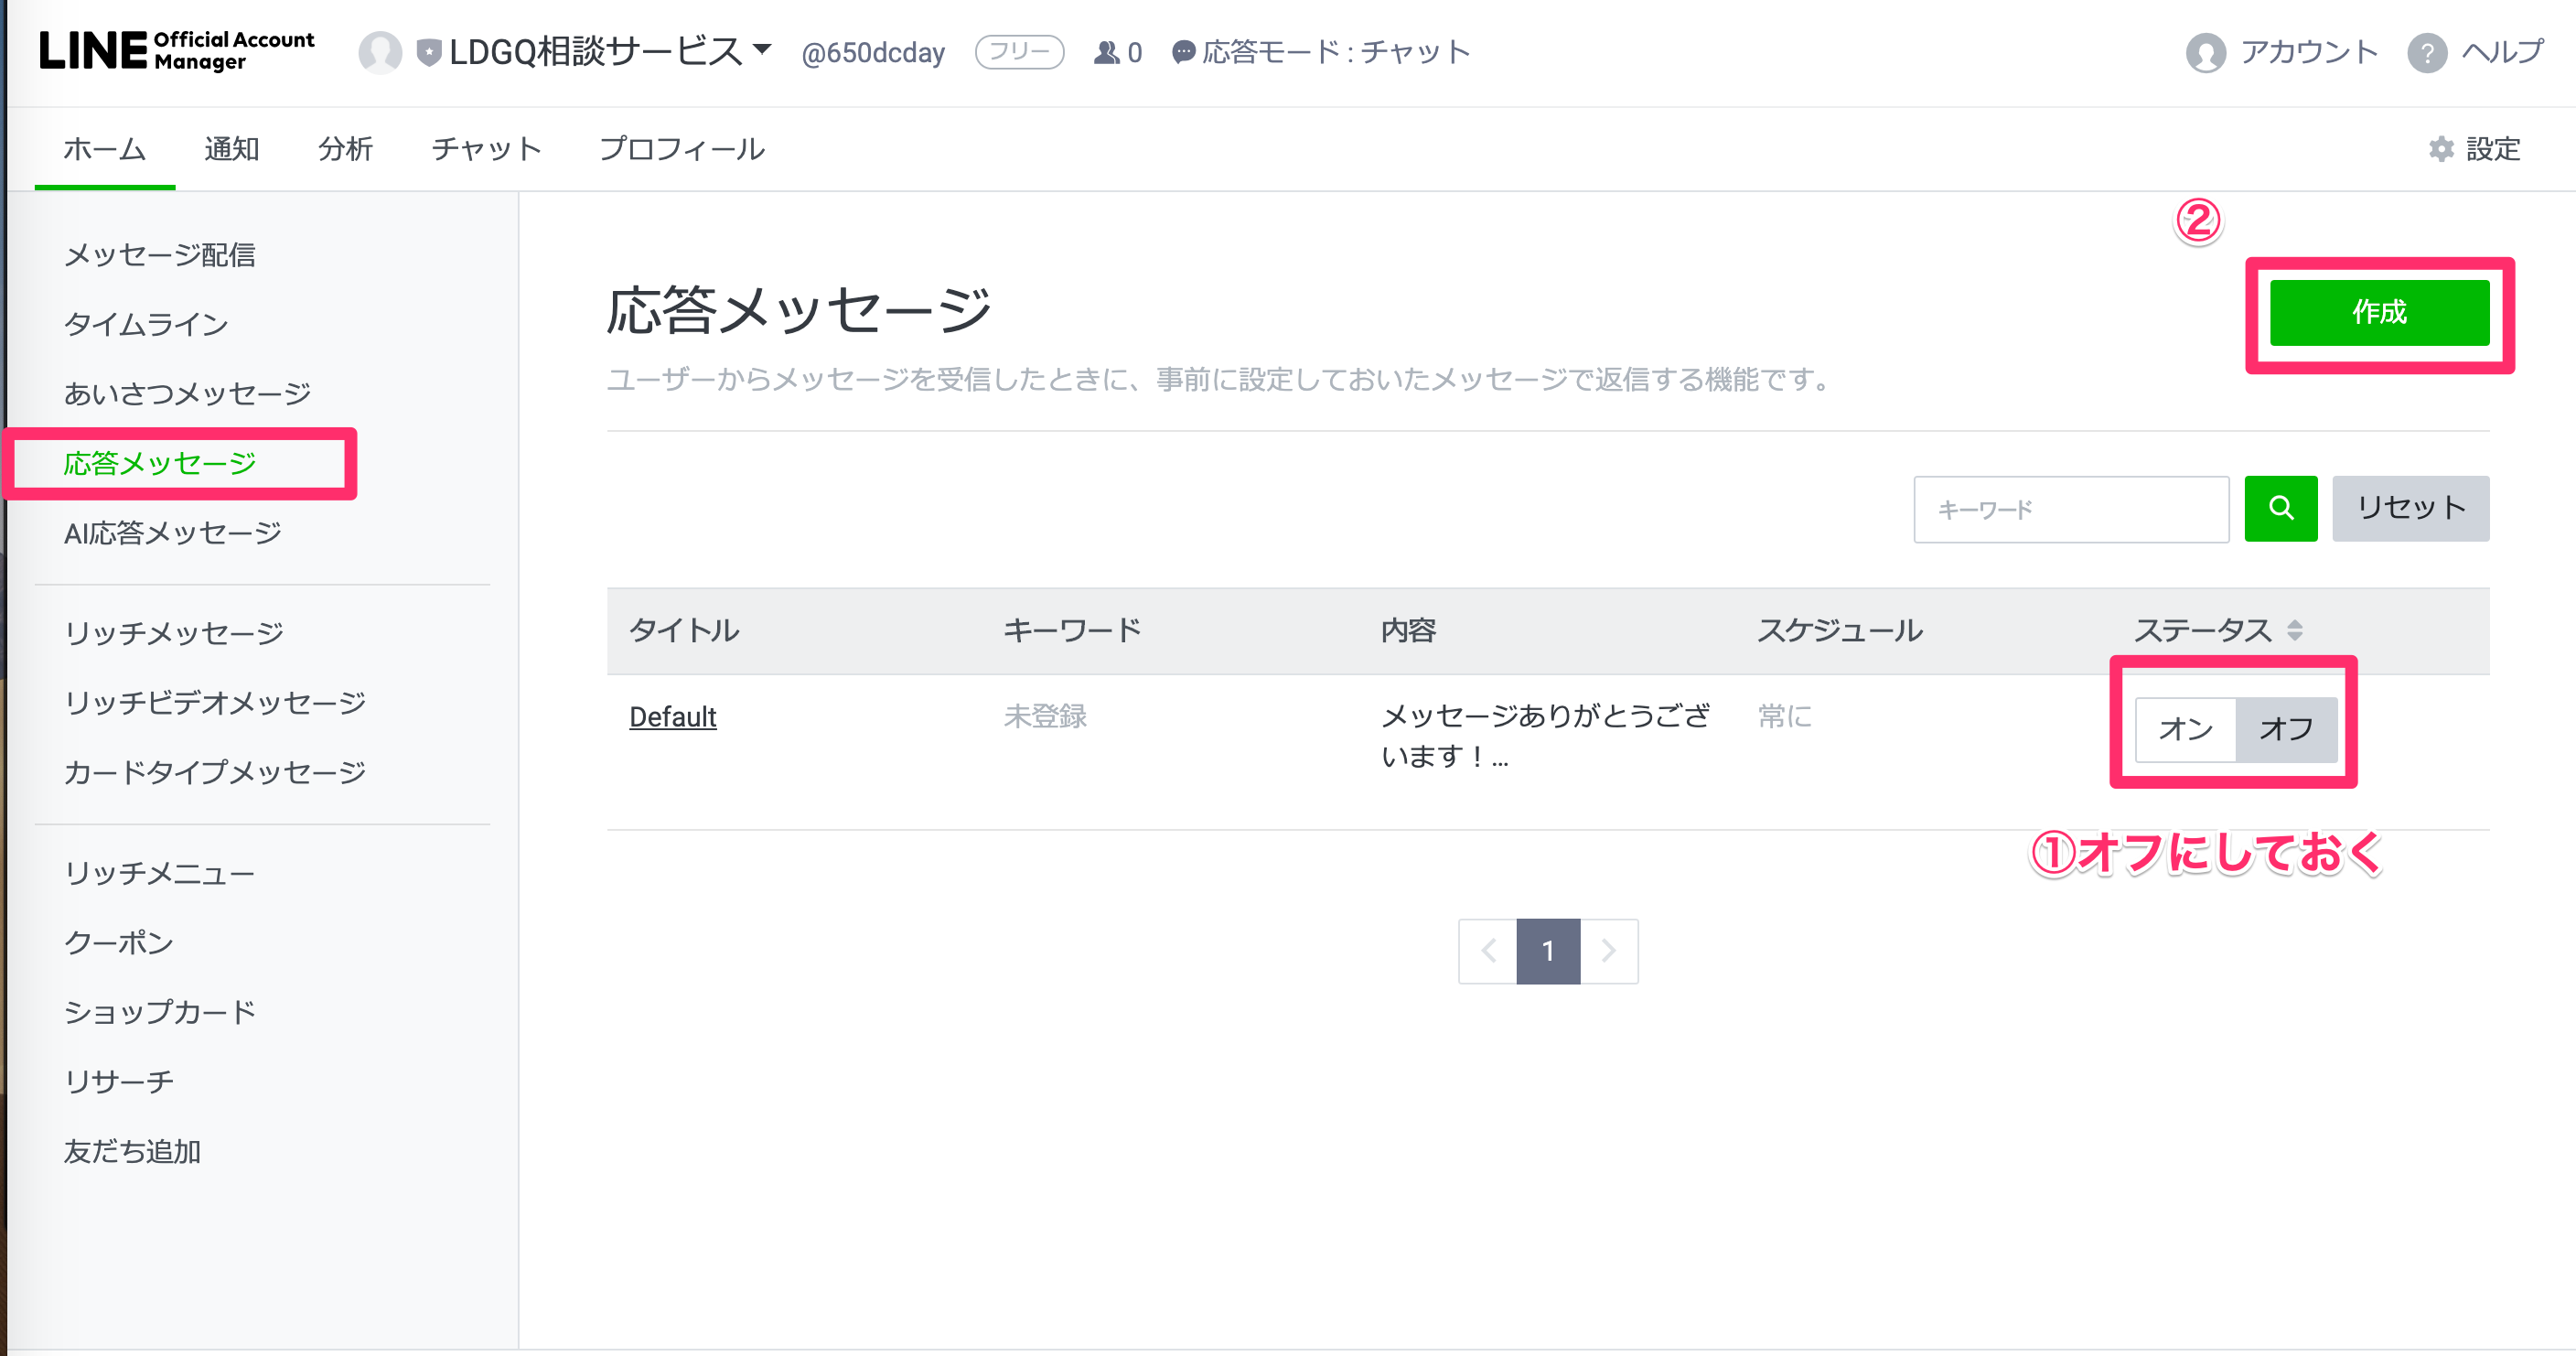 LINE Official Account Manager
LDGQ相談サービス
@650dcday
フリー
0
応答モード : チャット
アカウント
? ヘルプ
ホーム
通知
分析
チャット
プロフィール
設定
メッセージ配信
タイムライン
あいさつメッセージ
応答メッセージ
AI応答メッセージ
リッチメッセージ
リッチビデオメッセージ
カードタイプメッセージ
リッチメニュー
クーポン
ショップカード
リサーチ
友だち追加
②
応答メッセージ
作成
ユーザーからメッセージを受信したときに、事前に設定しておいたメッセージで返信する機能です。
キーワード
リセット
タイトル
キーワード
内容
スケジュール
ステータス
Default
未登録
メッセージありがとうござ
います！...
常に
オン
オフ
①オフにしておく
1